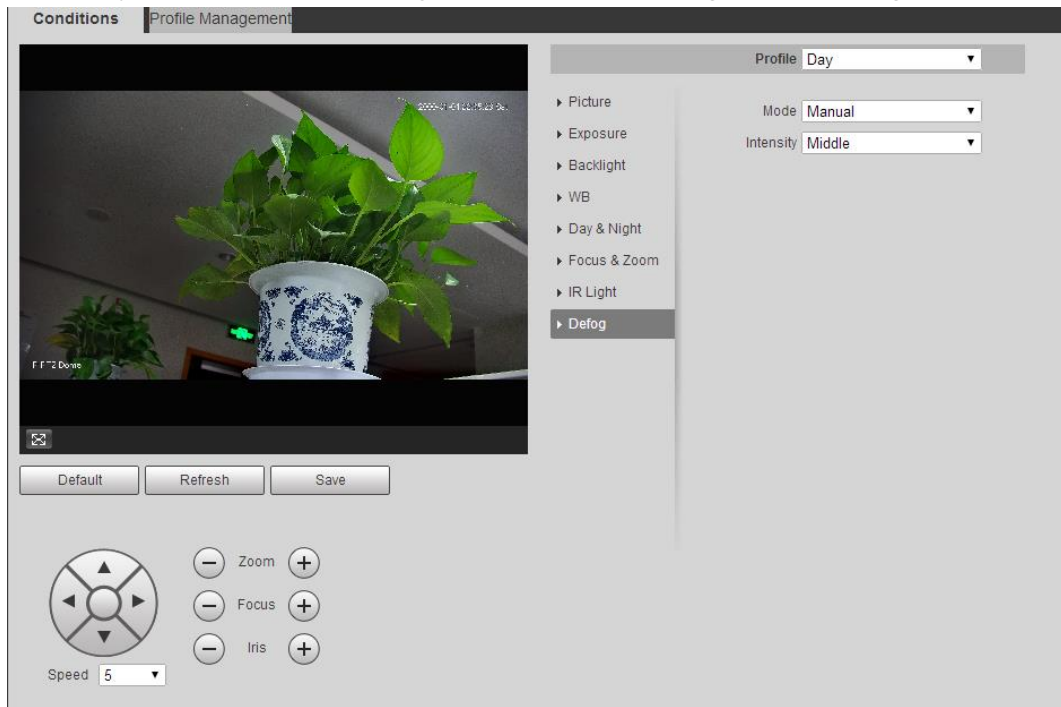 Conditions
Profile Management
Profile Day
Picture
Exposure
Backlight
WB
Day & Night
Focus & Zoom
IR Light
Defog
Mode Manual
Intensity Middle
Dome
Default
Refresh
Save
Zoom
Focus
Iris
Speed 5